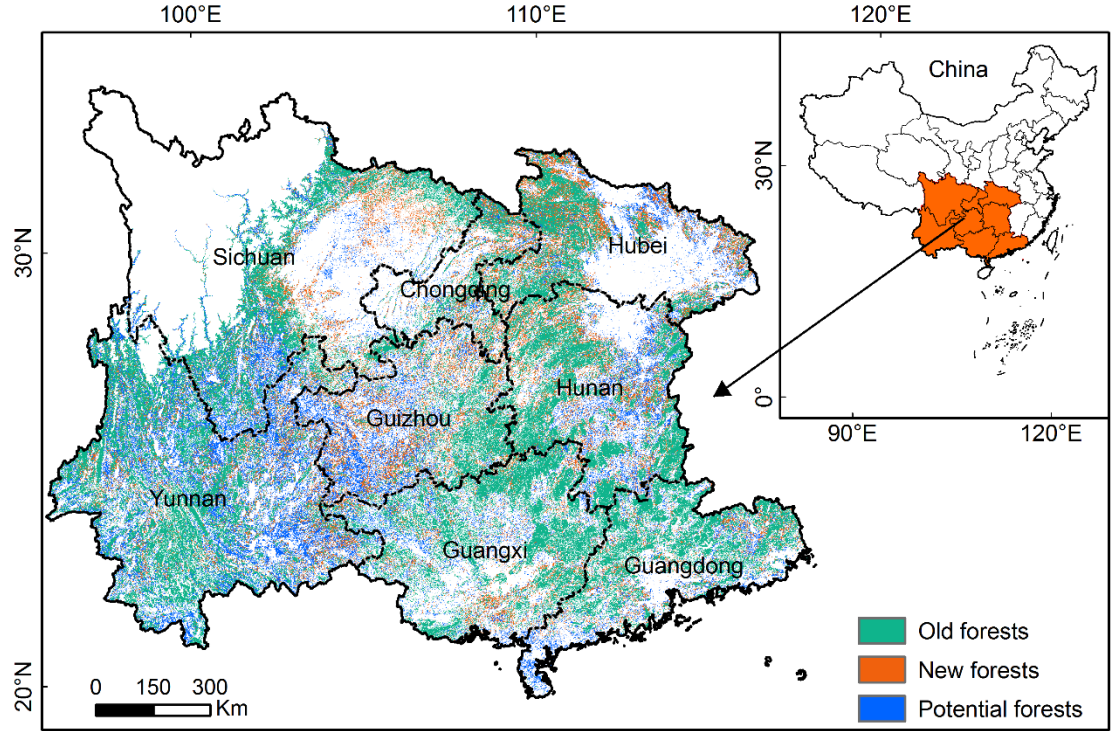 100°E
110°E
120°E
China
30°N
0°
90°E
120°E
30°N
20°N
Sichuan
Hubei
Chongqing
Hunan
Guizhou
Yunnan
Guangxi
Guangdong
Old forests
New forests
Potential forests
0 150 300
Km